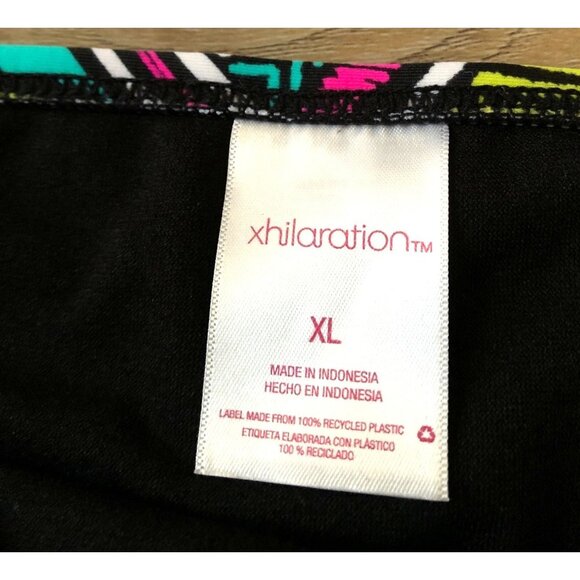 xhilaration™
XL
MADE IN INDONESIA
HECHO EN INDONESIA
LABEL MADE FROM 100% RECYCLED PLASTIC
ETIQUETA ELABORADA CON PLÁSTICO
100 % RECICLADO